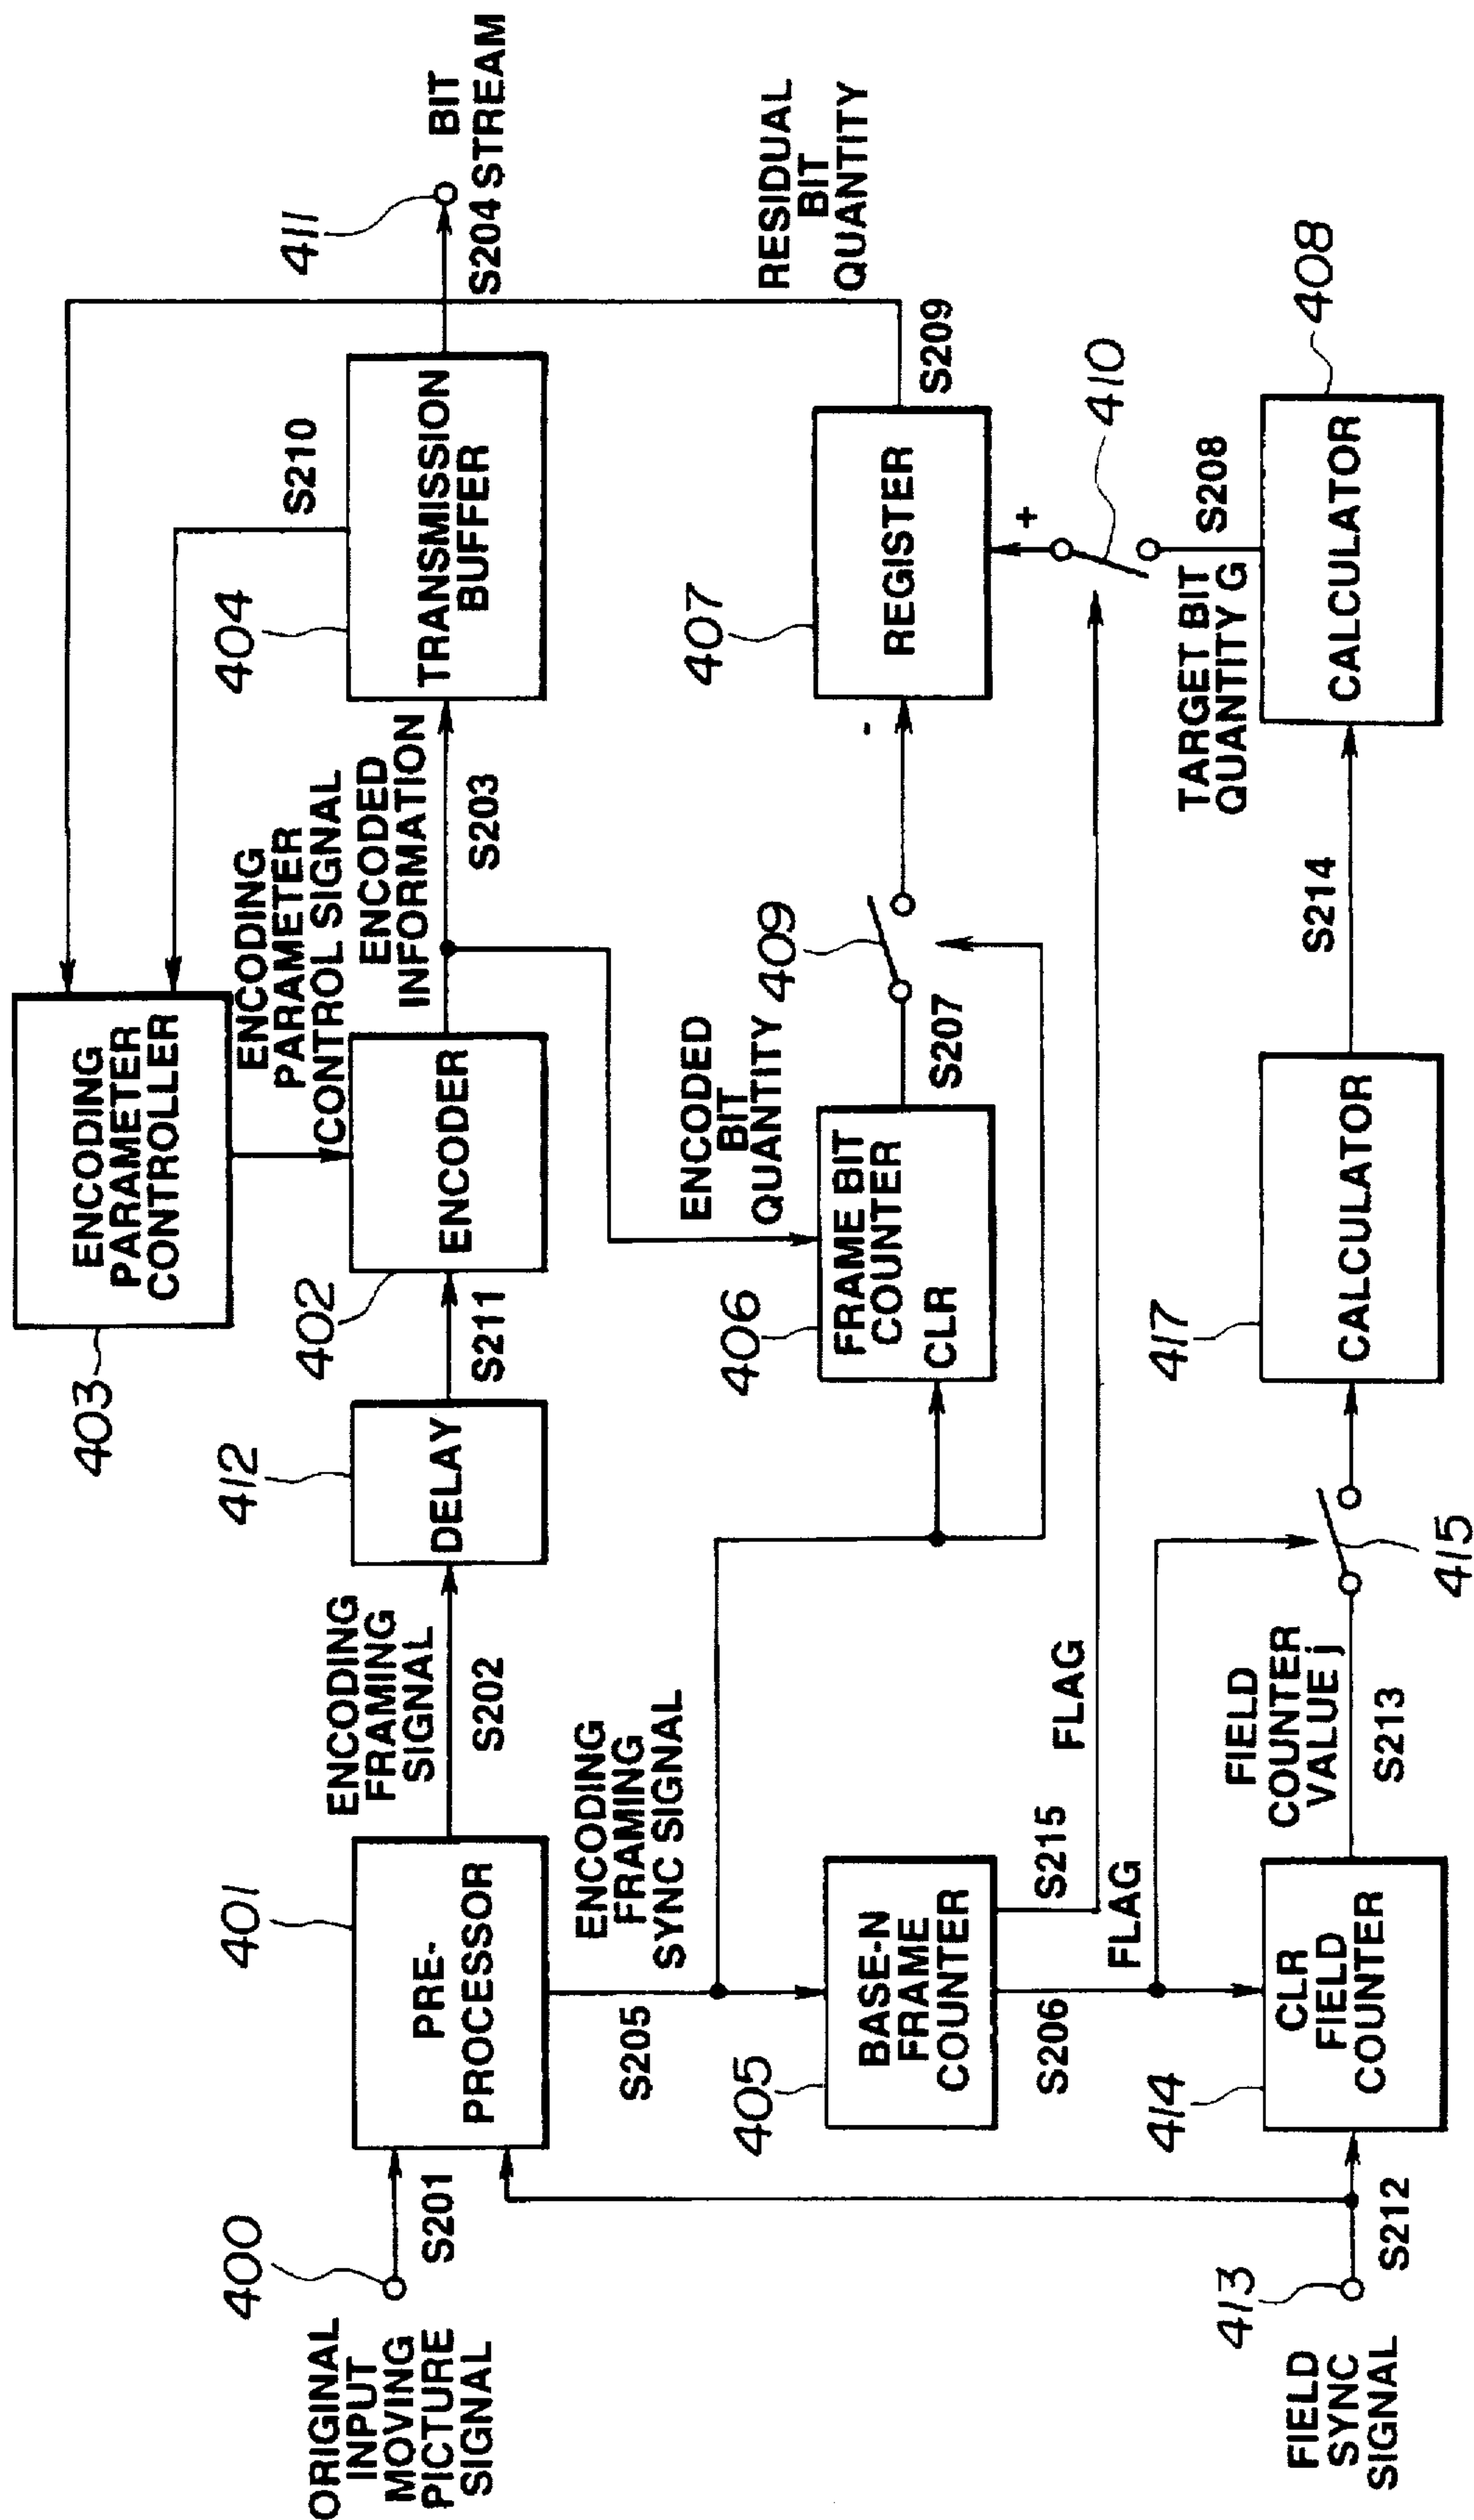 ORIGINAL
INPUT
MOVING
PICTURE
SIGNAL
400
S201
401
PRE-
PROCESSOR
ENCODING
FRAMING
SIGNAL
S202
412
DELAY
S211
402
ENCODER
403
ENCODING
PARAMETER
CONTROLLER
ENCODING
PARAMETER
CONTROL SIGNAL
ENCODED
INFORMATION
S203
404
TRANSMISSION
BUFFER
S210
411
S204
BIT
STREAM
S205
ENCODING
FRAMING
SYNC SIGNAL
405
BASE-N
FRAME
COUNTER
S215
FLAG
S206
FLAG
406
FRAME BIT
COUNTER
CLR
ENCODED
BIT
QUANTITY
S207
409
-
407
REGISTER
+
S209
RESIDUAL
BIT
QUANTITY
410
FIELD
SYNC
SIGNAL
413
S212
414
CLR
FIELD
COUNTER
FIELD
COUNTER
VALUE j
S213
415
417
CALCULATOR
S214
TARGET BIT
QUANTITY G
S208
408
CALCULATOR